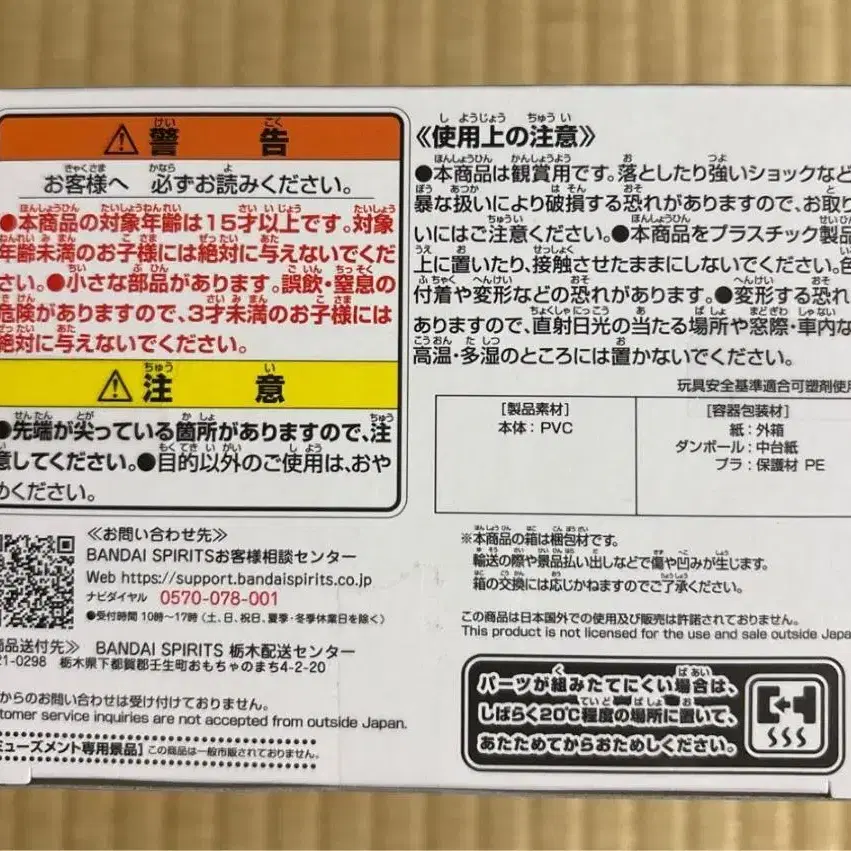 警告
お客様へ 必ずお読みください。
●本商品の対象年齢は15才以上です。対象
年齢未満のお子様には絶対に与えないでくだ
さい。●小さな部品があります。誤飲・窒息の
危険がありますので、3才未満のお子様には
絶対に与えないでください。
注意
●先端が尖っている箇所がありますので、注
意してください。●目的以外のご使用は、おや
めください。
≪お問い合わせ先≫
BANDAI SPIRITSお客様相談センター
Web https://support.bandaispirits.co.jp
ナビダイヤル 0570-078-001
●受付時間 10時〜17時(土、日、祝日、夏季・冬季休業日を除く)
商品送付先≫ BANDAI SPIRITS 栃木配送センター
21-0298 栃木県下都賀郡壬生町おもちゃのまち4-2-20
からのお問い合わせは受け付けておりません。
tomer service inquiries are not accepted from outside Japan.
ミューズメント専用景品] この商品は一般市販されておりません。
≪使用上の注意≫
●本商品は観賞用です。落としたり強いショックなど
暴な扱いにより破損する恐れがありますので、お取り
いにはご注意ください。●本商品をプラスチック製品
上に置いたり、接触させたままにしないでください。色
付着や変形などの恐れがあります。●変形する恐れ
ありますので、直射日光の当たる場所や窓際・車内な
高温・多湿のところには置かないでください。
玩具安全基準適合可塑剤使用
[製品素材]
本体:PVC
[容器包装材]
紙:外箱
ダンボール:中台紙
プラ:保護材 PE
※本商品の箱は梱包材です。
輸送の際や景品払い出しなどで傷や凹みが生じます。
箱の交換には応じかねますのでご了承ください。
この商品は日本国外での使用及び販売は許諾されておりません。
This product is not licensed for the use and sale outside Japa
パーツが組みたてにくい場合は、
しばらく20℃程度の場所に置いて、
あたためてからおためしください。